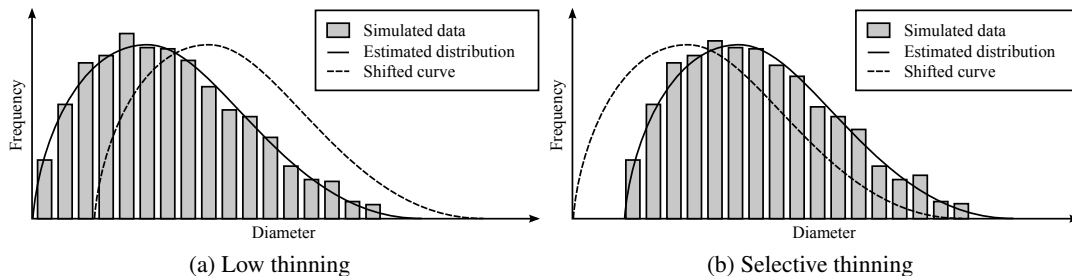 Frequency
Simulated data
Estimated distribution
Shifted curve
Diameter
(a) Low thinning
Frequency
Simulated data
Estimated distribution
Shifted curve
Diameter
(b) Selective thinning